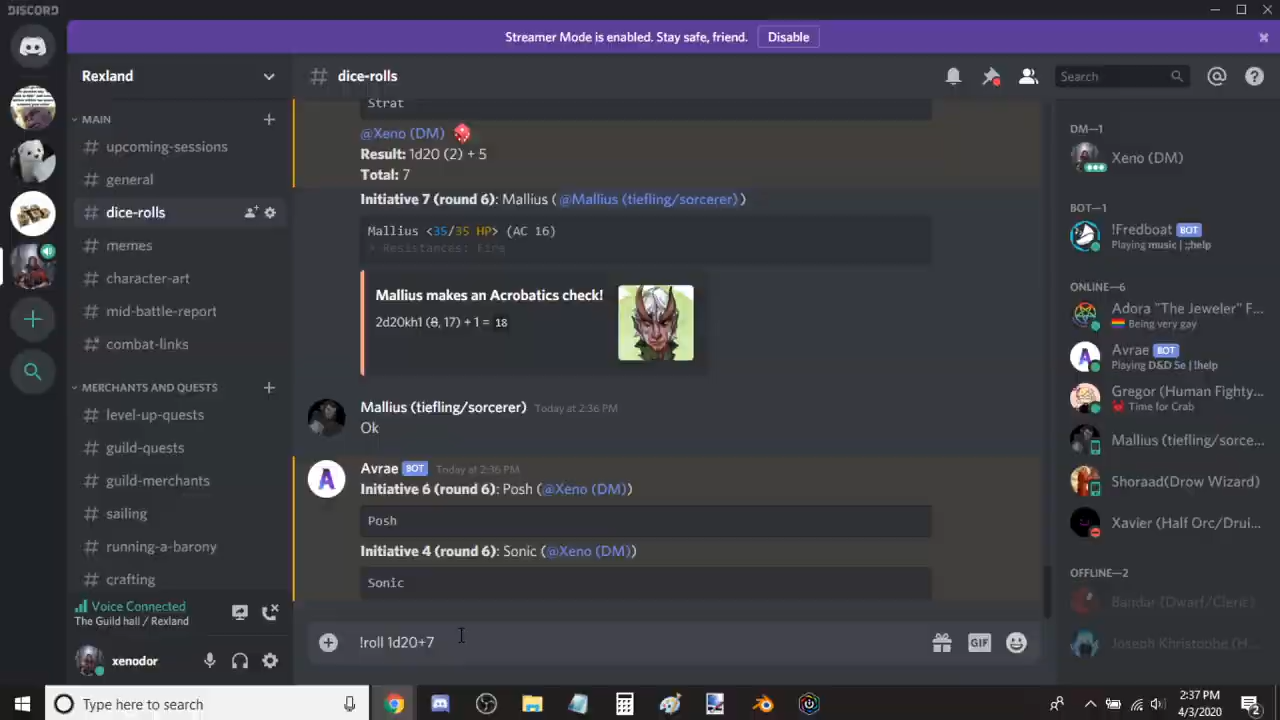 DISCORD
Streamer Mode is enabled. Stay safe, friend.
Disable
Rexland
dice-rolls
Search
MAIN
upcoming-sessions
general
dice-rolls
memes
character-art
mid-battle-report
combat-links
MERCHANTS AND QUESTS
level-up-quests
guild-quests
guild-merchants
sailing
running-a-barony
crafting
Voice Connected
The Guild hall / Rexland
xenodor
Strat
@Xeno (DM)
Result: 1d20 (2) + 5
Total: 7
Initiative 7 (round 6): Mallius ( @Mallius (tiefling/sorcerer) )
Mallius <35/35 HP> (AC 16)
* Resistances: Fire
Mallius makes an Acrobatics check!
2d20kh1 (8, 17) + 1 = 18
Mallius (tiefling/sorcerer) Today at 2:36 PM
Ok
Avrae BOT Today at 2:36 PM
Initiative 6 (round 6): Posh (@Xeno (DM))
Posh
Initiative 4 (round 6): Sonic (@Xeno (DM))
Sonic
!roll 1d20+7
GIF
DM—1
Xeno (DM)
BOT—1
!Fredboat BOT
Playing music | ;;help
ONLINE—6
Adora "The Jeweler" F...
Being very gay
Avrae BOT
Playing D&D 5e | !help
Gregor (Human Fighty...
Time for Crab
Mallius (tiefling/sorce...
Shoraad(Drow Wizard)
Xavier (Half Orc/Drui...
OFFLINE—2
Bandar (Dwarf/Cleric)
Joseph Khristophe (H...
Type here to search
2:37 PM
4/3/2020
2